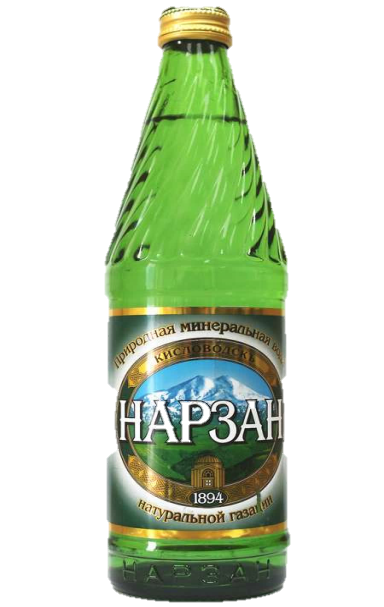 Природная минеральная вода
КИСЛОВОДСК
НАРЗАН
1894
натуральной газации
НАРЗАН